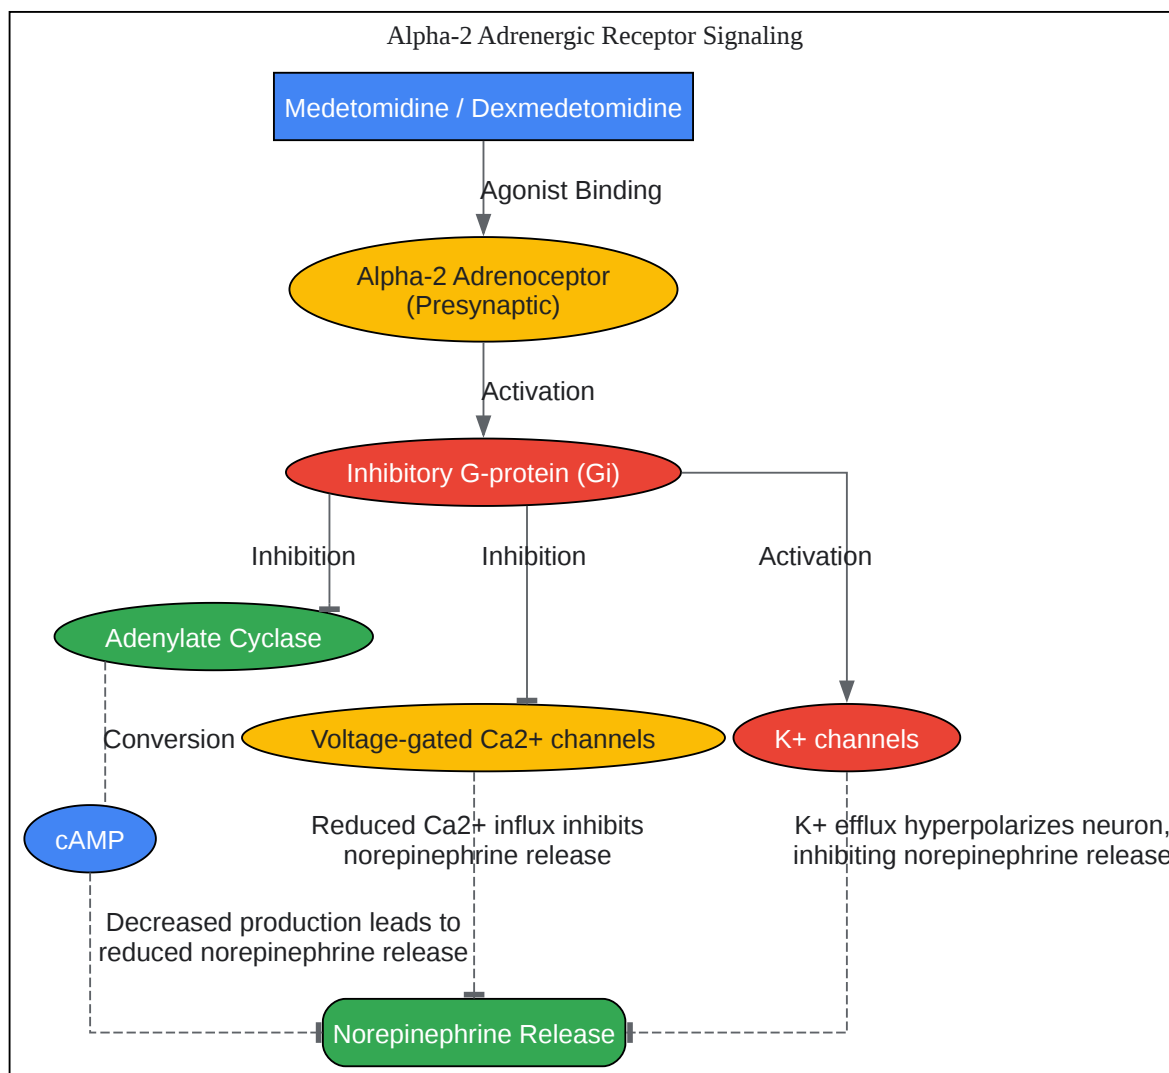 Alpha-2 Adrenergic Receptor Signaling
Medetomidine / Dexmedetomidine
Agonist Binding
Alpha-2 Adrenoceptor
(Presynaptic)
Activation
Inhibitory G-protein (Gi)
Inhibition
Inhibition
Activation
Adenylate Cyclase
Conversion
Voltage-gated Ca2+ channels
K+ channels
cAMP
Reduced Ca2+ influx inhibits
norepinephrine release
K+ efflux hyperpolarizes neuron,
inhibiting norepinephrine release
Decreased production leads to
reduced norepinephrine release
Norepinephrine Release